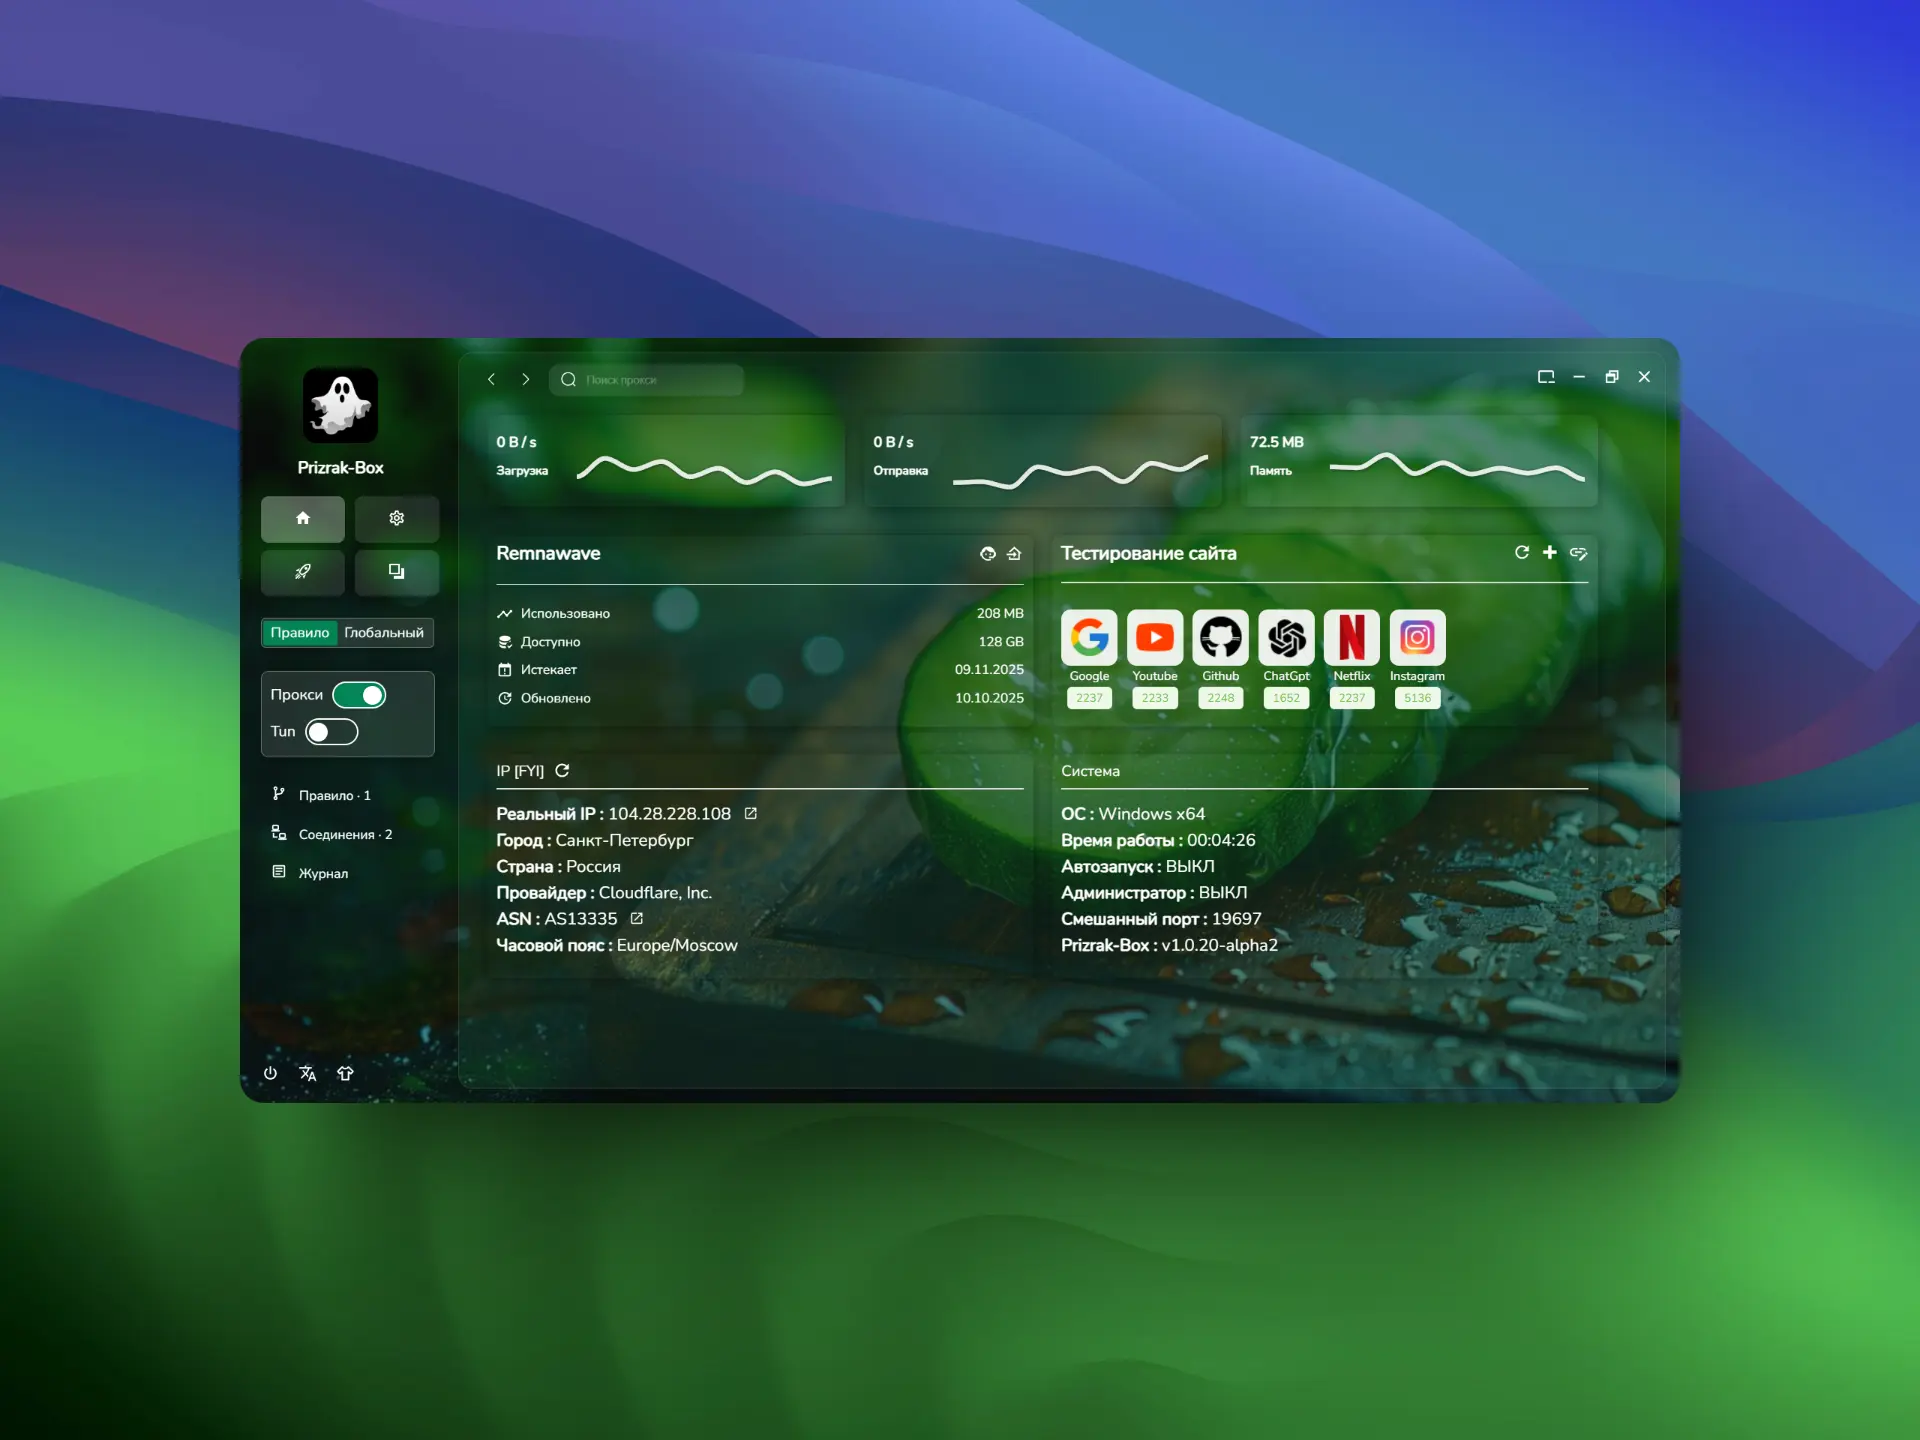 Prizrak-Box
Правило Глобальный
Прокси
Tun
Правило · 1
Соединения · 2
Журнал
Поиск прокси
0 B / s
Загрузка
0 B / s
Отправка
72.5 MB
Память
Remnawave
Использовано 208 MB
Доступно 128 GB
Истекает 09.11.2025
Обновлено 10.10.2025
Тестирование сайта
Google Youtube Github ChatGpt Netflix Instagram
2237 2233 2248 1652 2237 5136
IP [FYI]
Реальный IP : 104.28.228.108
Город : Санкт-Петербург
Страна : Россия
Провайдер : Cloudflare, Inc.
ASN : AS13335
Часовой пояс : Europe/Moscow
Система
ОС : Windows x64
Время работы : 00:04:26
Автозапуск : ВЫКЛ
Администратор : ВЫКЛ
Смешанный порт : 19697
Prizrak-Box : v1.0.20-alpha2